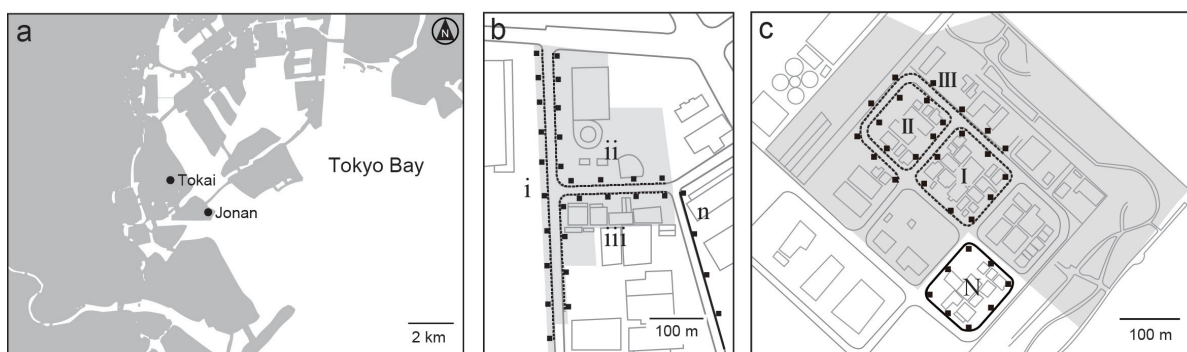 a
N
Tokyo Bay
Tokai
Jonan
2 km
b
i
ii
iii
n
100 m
c
III
II
I
N
100 m